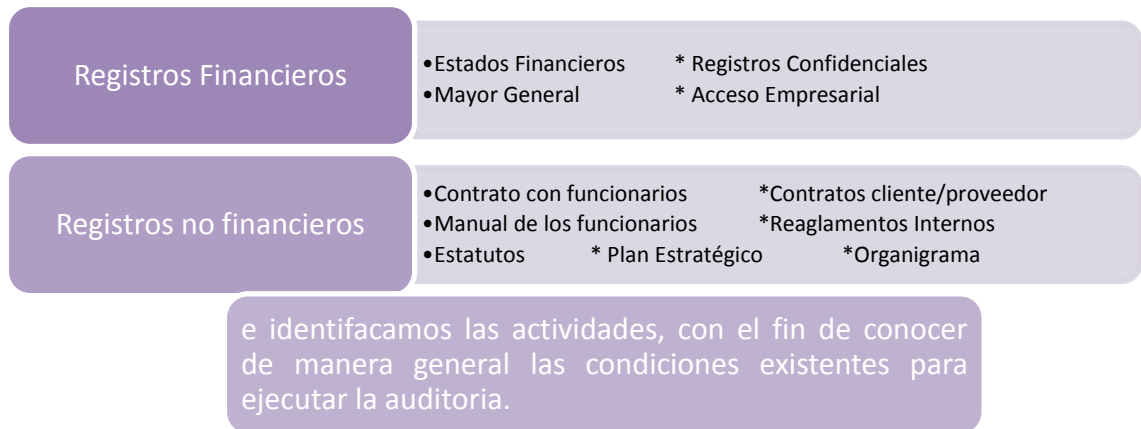 Registros Financieros
•Estados Financieros * Registros Confidenciales
•Mayor General * Acceso Empresarial
Registros no financieros
•Contrato con funcionarios *Contratos cliente/proveedor
•Manual de los funcionarios *Reaglamentos Internos
•Estatutos * Plan Estratégico *Organigrama
e identifacamos las actividades, con el fin de conocer
de manera general las condiciones existentes para
ejecutar la auditoria.